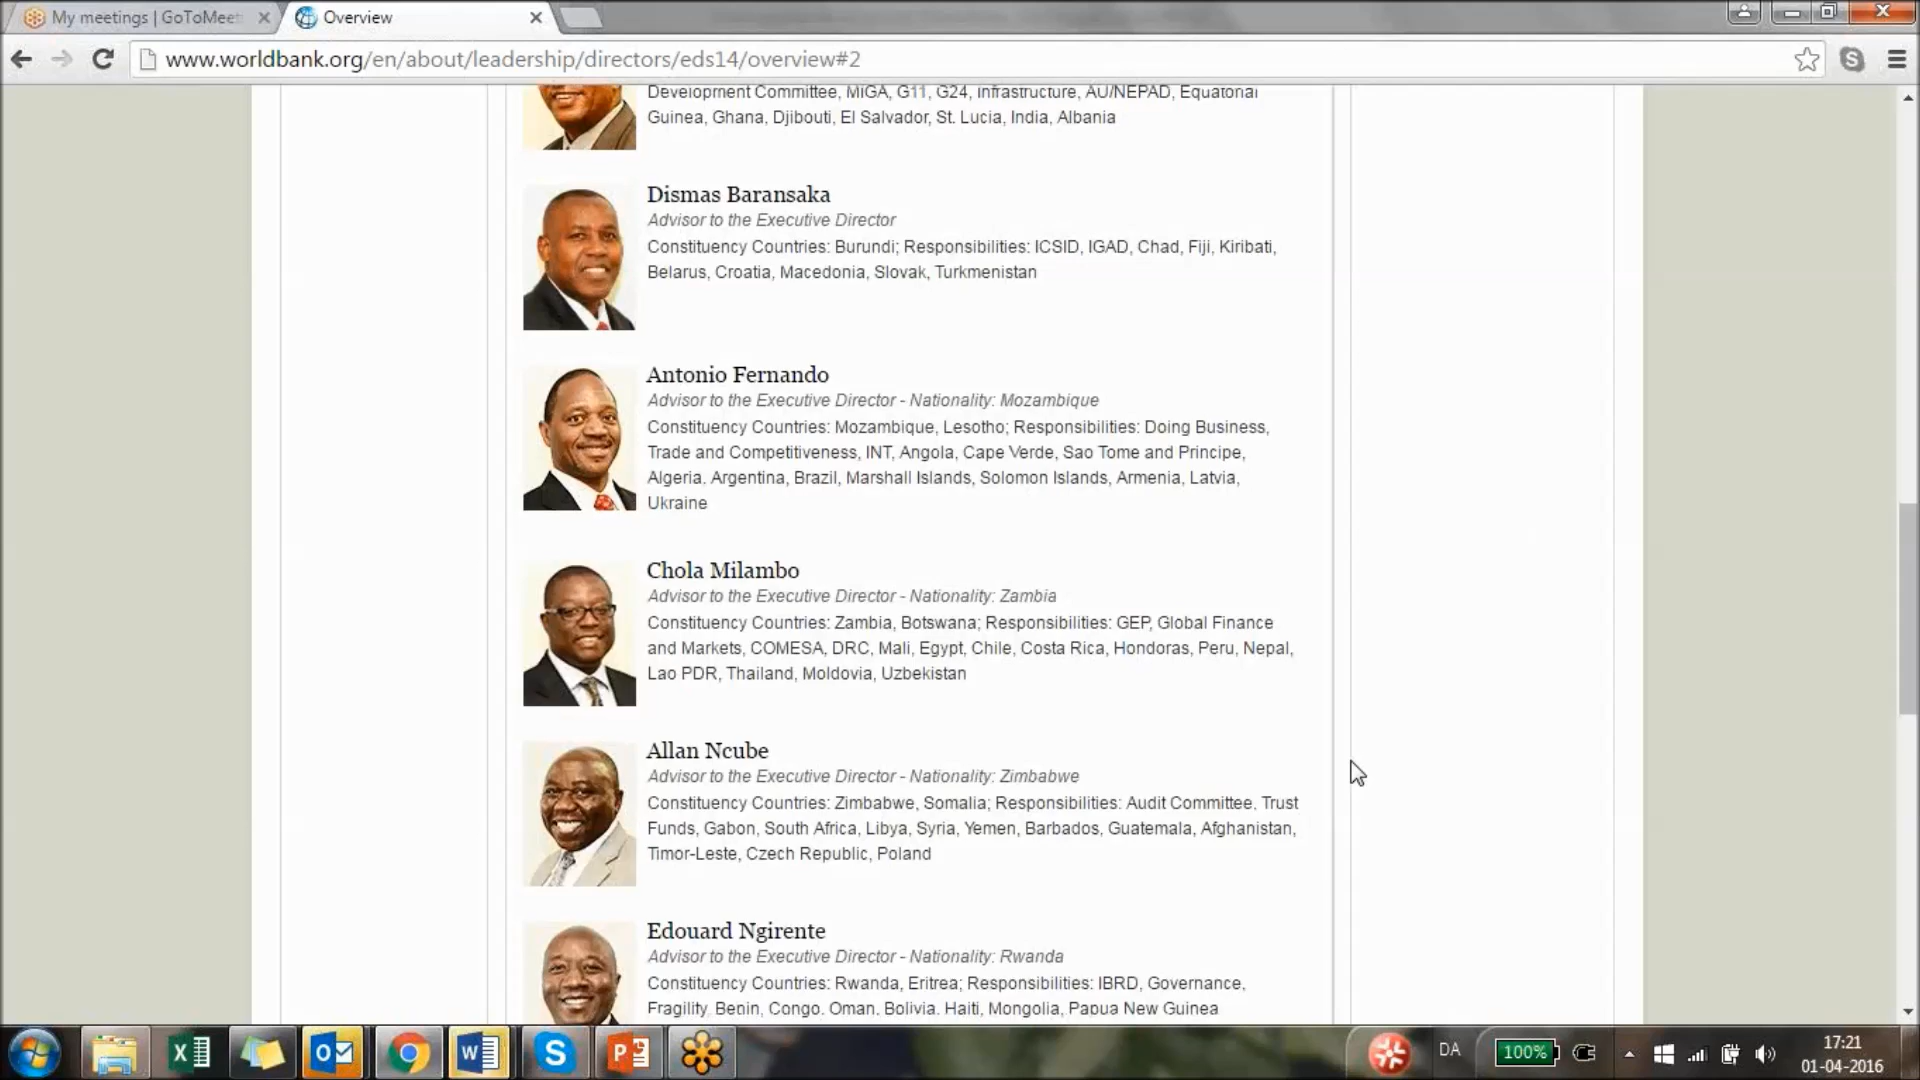 My meetings | GoToMeet
Overview
www.worldbank.org/en/about/leadership/directors/eds14/overview#2
Development Committee, MIGA, G11, G24, Infrastructure, AU/NEPAD, Equatorial
Guinea, Ghana, Djibouti, El Salvador, St. Lucia, India, Albania
Dismas Baransaka
Advisor to the Executive Director
Constituency Countries: Burundi; Responsibilities: ICSID, IGAD, Chad, Fiji, Kiribati,
Belarus, Croatia, Macedonia, Slovak, Turkmenistan
Antonio Fernando
Advisor to the Executive Director - Nationality: Mozambique
Constituency Countries: Mozambique, Lesotho; Responsibilities: Doing Business,
Trade and Competitiveness, INT, Angola, Cape Verde, Sao Tome and Principe,
Algeria. Argentina, Brazil, Marshall Islands, Solomon Islands, Armenia, Latvia,
Ukraine
Chola Milambo
Advisor to the Executive Director - Nationality: Zambia
Constituency Countries: Zambia, Botswana; Responsibilities: GEP, Global Finance
and Markets, COMESA, DRC, Mali, Egypt, Chile, Costa Rica, Hondoras, Peru, Nepal,
Lao PDR, Thailand, Moldovia, Uzbekistan
Allan Ncube
Advisor to the Executive Director - Nationality: Zimbabwe
Constituency Countries: Zimbabwe, Somalia; Responsibilities: Audit Committee, Trust
Funds, Gabon, South Africa, Libya, Syria, Yemen, Barbados, Guatemala, Afghanistan,
Timor-Leste, Czech Republic, Poland
Edouard Ngirente
Advisor to the Executive Director - Nationality: Rwanda
Constituency Countries: Rwanda, Eritrea; Responsibilities: IBRD, Governance,
Fragility, Benin, Congo, Oman, Bolivia, Haiti, Mongolia, Papua New Guinea
DA
100%
17:21
01-04-2016